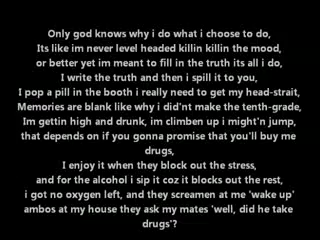 Only god knows why i do what i choose to do,
Its like im never level headed killin killin the mood,
or better yet im meant to fill in the truth its all i do,
I write the truth and then i spill it to you,
I pop a pill in the booth i really need to get my head-strait,
Memories are blank like why i did'nt make the tenth-grade,
Im gettin high and drunk, im climben up i might'n jump,
that depends on if you gonna promise that you'll buy me
drugs,
I enjoy it when they block out the stress,
and for the alcohol i sip it coz it blocks out the rest,
i got no oxygen left, and they screamen at me 'wake up'
ambos at my house they ask my mates 'well, did he take
drugs'?